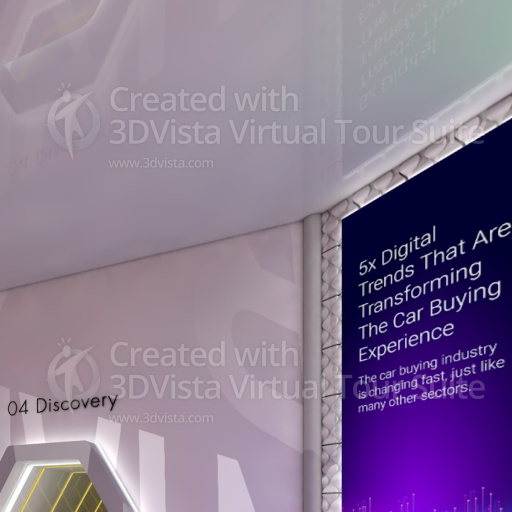 Created with
3DVista Virtual Tour Suite
www.3dvista.com
5x Digital
Trends That Are
Transforming
The Car Buying
Experience
The car buying industry
is changing fast, just like
many other sectors.
Created with
3DVista Virtual Tour Suite
www.3dvista.com
04 Discovery